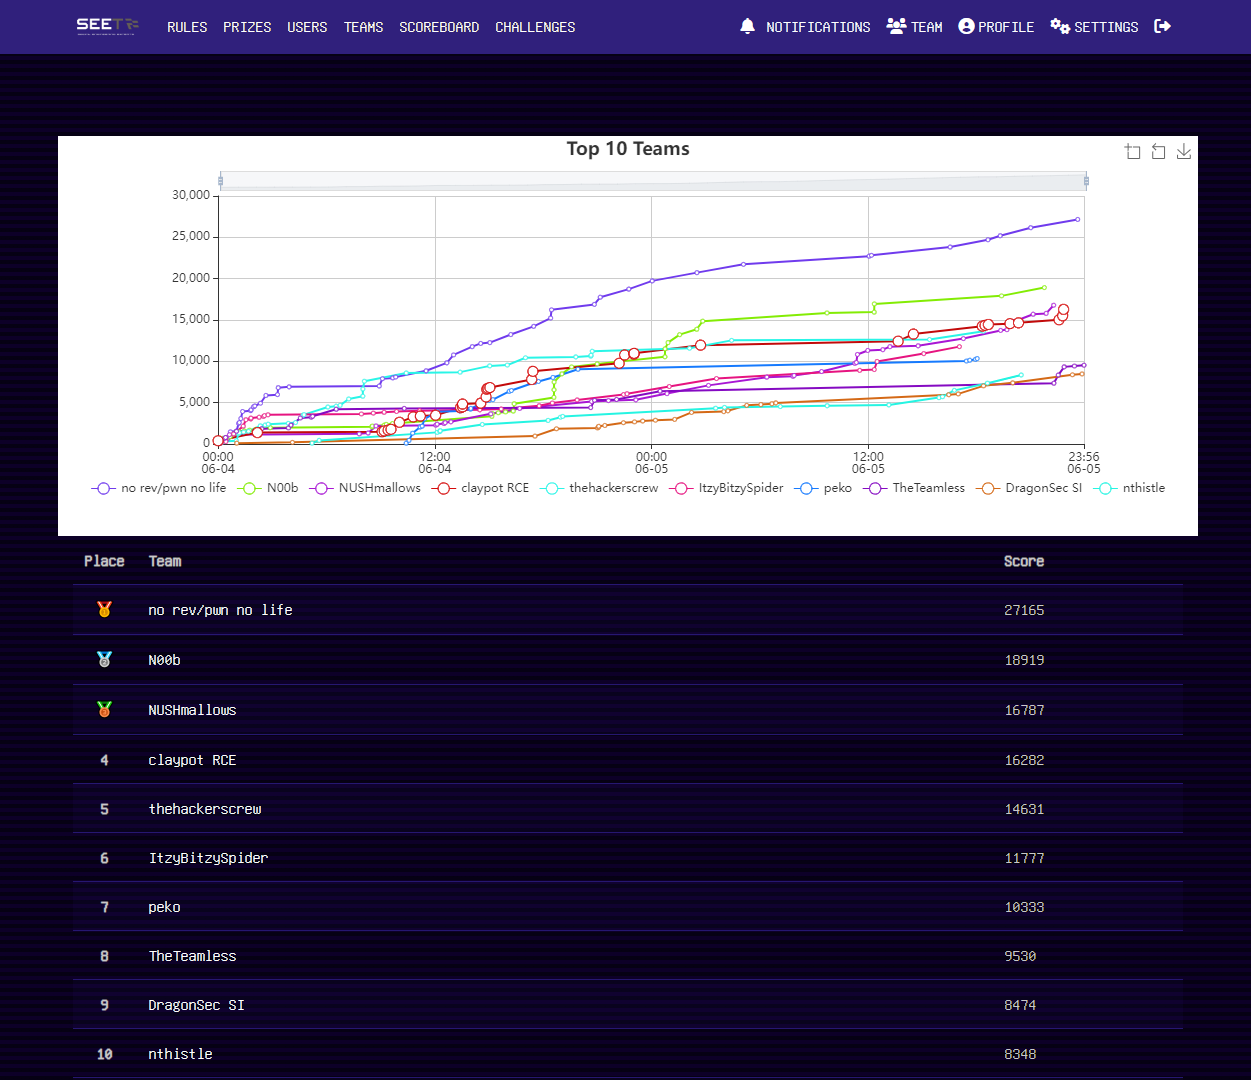 SEETF RULES PRIZES USERS TEAMS SCOREBOARD CHALLENGES NOTIFICATIONS TEAM PROFILE SETTINGS
Top 10 Teams
30,000
25,000
20,000
15,000
10,000
5,000
0
00:00 12:00 00:00 12:00 23:56
06-04 06-04 06-05 06-05 06-05
no rev/pwn no life N00b NUSHmallows claypot RCE thehackerscrew ItzyBitzySpider peko TheTeamless DragonSec SI nthistle
Place Team Score
no rev/pwn no life 27165
N00b 18919
NUSHmallows 16787
4 claypot RCE 16282
5 thehackerscrew 14631
6 ItzyBitzySpider 11777
7 peko 10333
8 TheTeamless 9530
9 DragonSec SI 8474
10 nthistle 8348